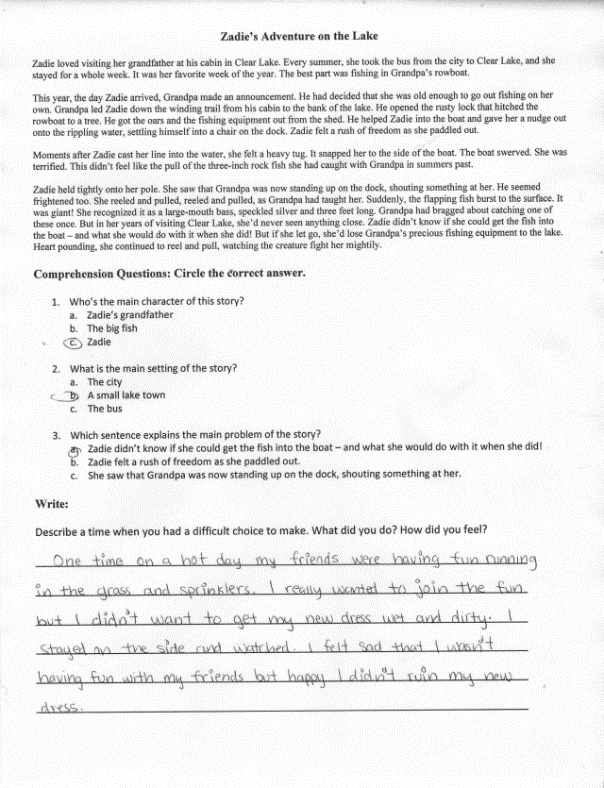 Zadie's Adventure on the Lake
Zadie loved visiting her grandfather at his cabin in Clear Lake. Every summer, she took the bus from the city to Clear Lake, and she
stayed for a whole week. It was her favorite week of the year. The best part was fishing in Grandpa's rowboat.
This year, the day Zadie arrived, Grandpa made an announcement. He had decided that she was old enough to go out fishing on her
own. Grandpa led Zadie down the winding trail from his cabin to the bank of the lake. He opened the rusty lock that hitched the
rowboat to a tree. He got the oars and the fishing equipment out from the shed. He helped Zadie into the boat and gave her a nudge out
onto the rippling water, settling himself into a chair on the dock. Zadie felt a rush of freedom as she paddled out.
Moments after Zadie cast her line into the water, she felt a heavy tug. It snapped her to the side of the boat. The boat swerved. She was
terrified. This didn't feel like the pull of the three-inch rock fish she had caught with Grandpa in summers past.
Zadie held tightly onto her pole. She saw that Grandpa was now standing up on the dock, shouting something at her. He seemed
frightened too. She reeled and pulled, reeled and pulled, as Grandpa had taught her. Suddenly, the flapping fish burst to the surface. It
was giant! She recognized it as a large-mouth bass, speckled silver and three feet long. Grandpa had bragged about catching one of
these once. But in her years of visiting Clear Lake, she'd never seen anything close. Zadie didn't know if she could get the fish into
the boat – and what she would do with it when she did! But if she let go, she'd lose Grandpa's precious fishing equipment to the lake.
Heart pounding, she continued to reel and pull, watching the creature fight her mightily.
Comprehension Questions: Circle the correct answer.
1. Who's the main character of this story?
a. Zadie's grandfather
b. The big fish
c. Zadie
2. What is the main setting of the story?
a. The city
b. A small lake town
c. The bus
3. Which sentence explains the main problem of the story?
a. Zadie didn't know if she could get the fish into the boat – and what she would do with it when she did!
b. Zadie felt a rush of freedom as she paddled out.
c. She saw that Grandpa was now standing up on the dock, shouting something at her.
Write:
Describe a time when you had a difficult choice to make. What did you do? How did you feel?
One time on a hot day my friends were having fun running
in the grass and sprinklers. I really wanted to join the fun
but I didn't want to get my new dress wet and dirty. I
stayed on the side and watched. I felt sad that I wasn't
having fun with my friends but happy I didn't ruin my new
dress.